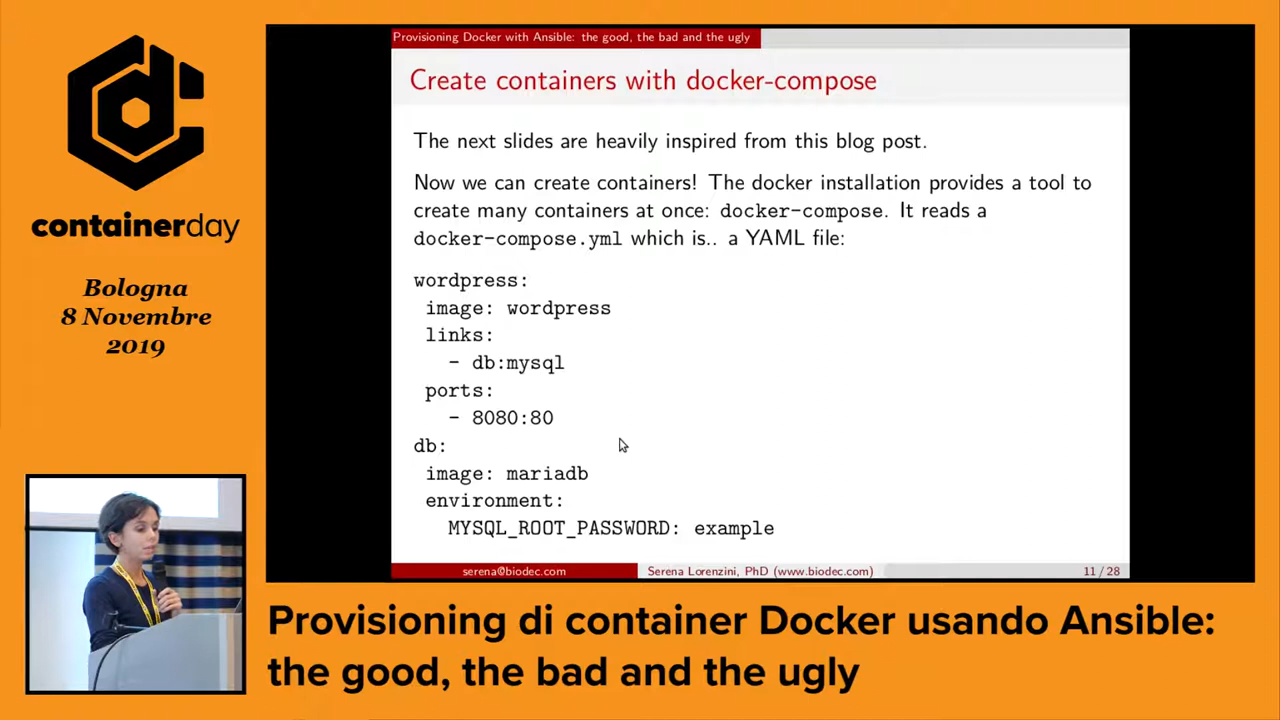 containerday
Bologna
8 Novembre
2019
Provisioning Docker with Ansible: the good, the bad and the ugly
Create containers with docker-compose
The next slides are heavily inspired from this blog post.
Now we can create containers! The docker installation provides a tool to
create many containers at once: docker-compose. It reads a
docker-compose.yml which is.. a YAML file:
wordpress:
image: wordpress
links:
- db:mysql
ports:
- 8080:80
db:
image: mariadb
environment:
MYSQL_ROOT_PASSWORD: example
serena@biodec.com
Serena Lorenzini, PhD (www.biodec.com)
11 / 28
Provisioning di container Docker usando Ansible:
the good, the bad and the ugly